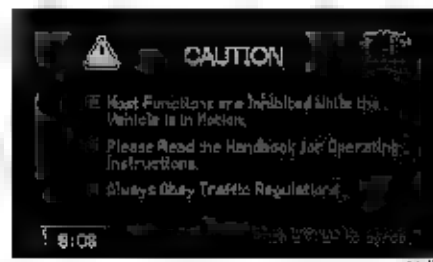 CAUTION
Most Functions are Inhibited While the
Vehicle is in Motion.
Please Read the Handbook for Operating
Instructions.
Always Obey Traffic Regulations.